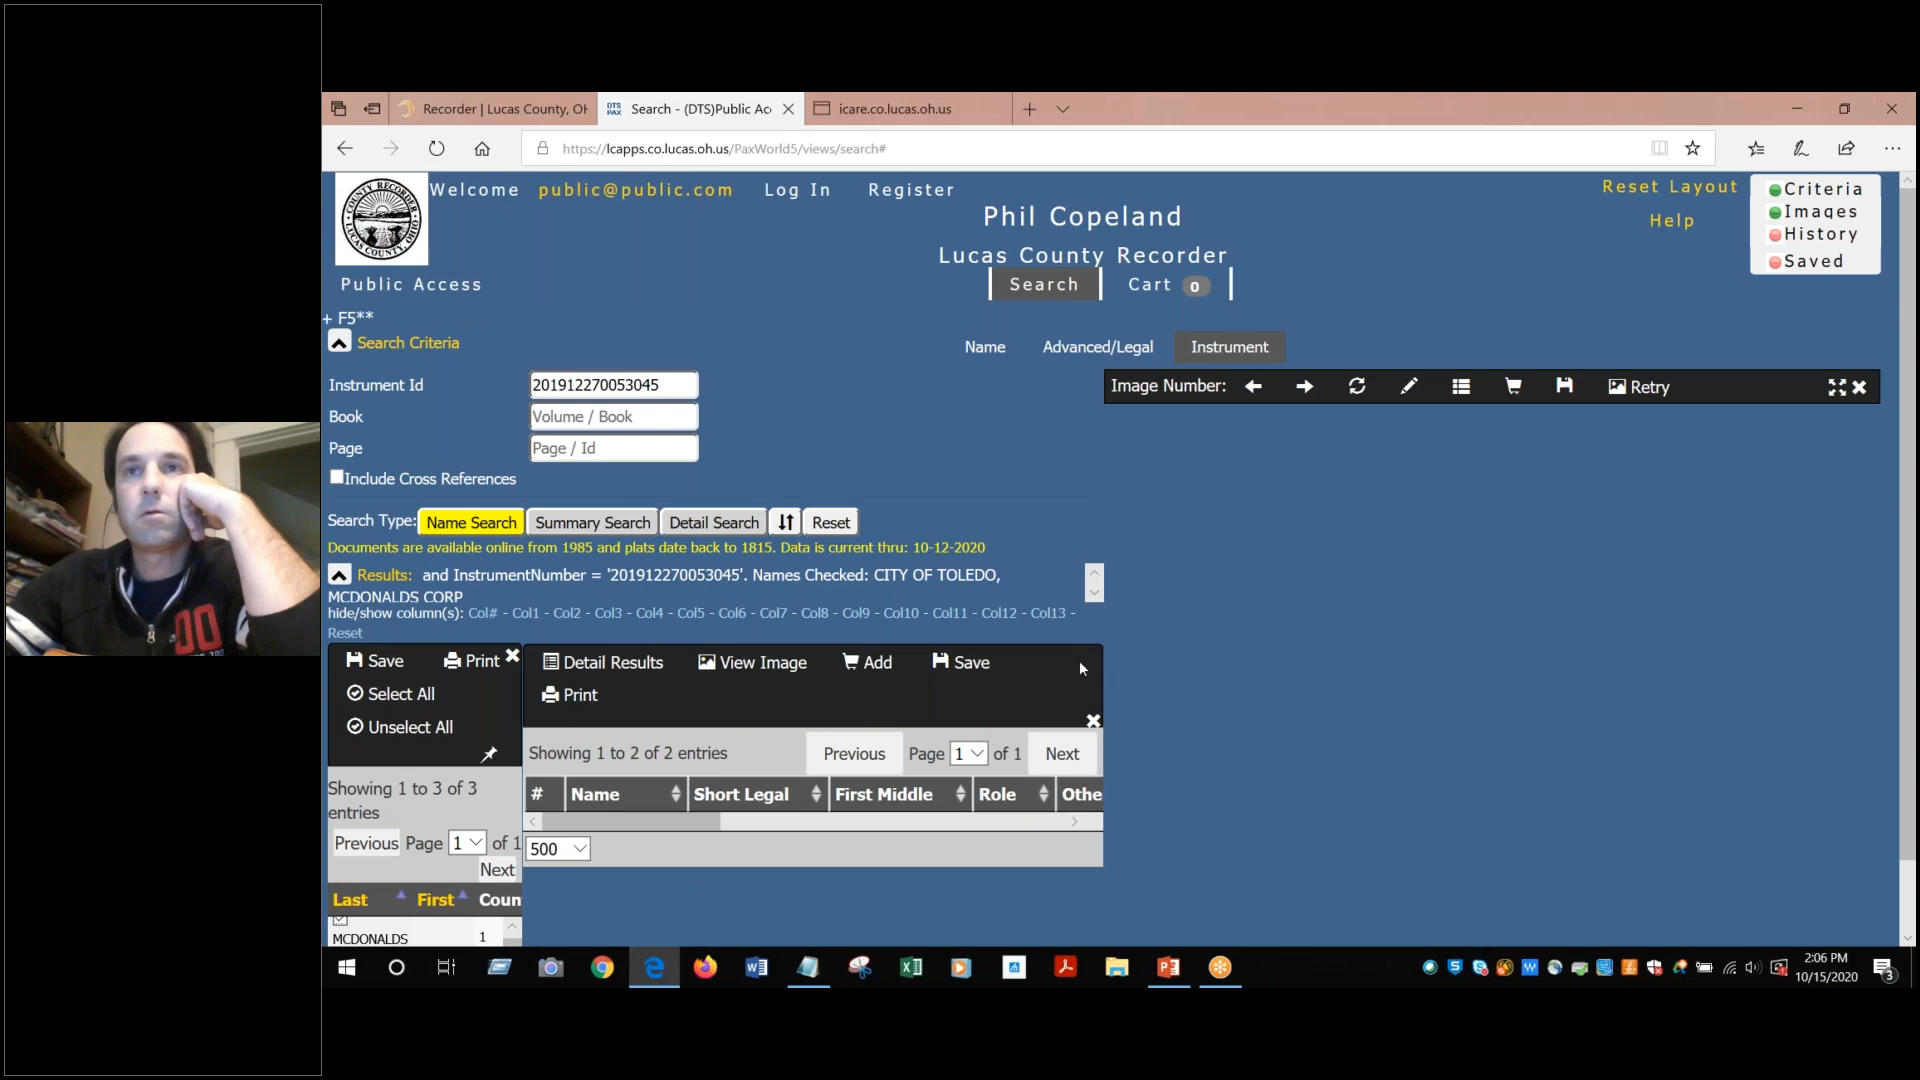 Recorder | Lucas County, OH
DTS PAX
Search - (DTS)Public Ac
icare.co.lucas.oh.us
https://lcapps.co.lucas.oh.us/PaxWorld5/views/search#
COUNTY RECORDER
LUCAS COUNTY, OHIO
Welcome public@public.com Log In Register
Reset Layout
Help
Criteria
Images
History
Saved
Phil Copeland
Lucas County Recorder
Public Access
Search Cart 0
+ F5**
Search Criteria
Name Advanced/Legal Instrument
Instrument Id 201912270053045
Book Volume / Book
Page Page / Id
Include Cross References
Image Number: Retry
Search Type: Name Search Summary Search Detail Search Reset
Documents are available online from 1985 and plats date back to 1815. Data is current thru: 10-12-2020
Results: and InstrumentNumber = '201912270053045'. Names Checked: CITY OF TOLEDO,
MCDONALDS CORP
hide/show column(s): Col# - Col1 - Col2 - Col3 - Col4 - Col5 - Col6 - Col7 - Col8 - Col9 - Col10 - Col11 - Col12 - Col13 -
Reset
Save Print
Select All
Unselect All
Detail Results View Image Add Save
Print
Showing 1 to 2 of 2 entries Previous Page 1 of 1 Next
# Name Short Legal First Middle Role Othe
500
Showing 1 to 3 of 3
entries
Previous Page 1 of 1
Next
Last First Coun
MCDONALDS 1
2:06 PM
10/15/2020
3